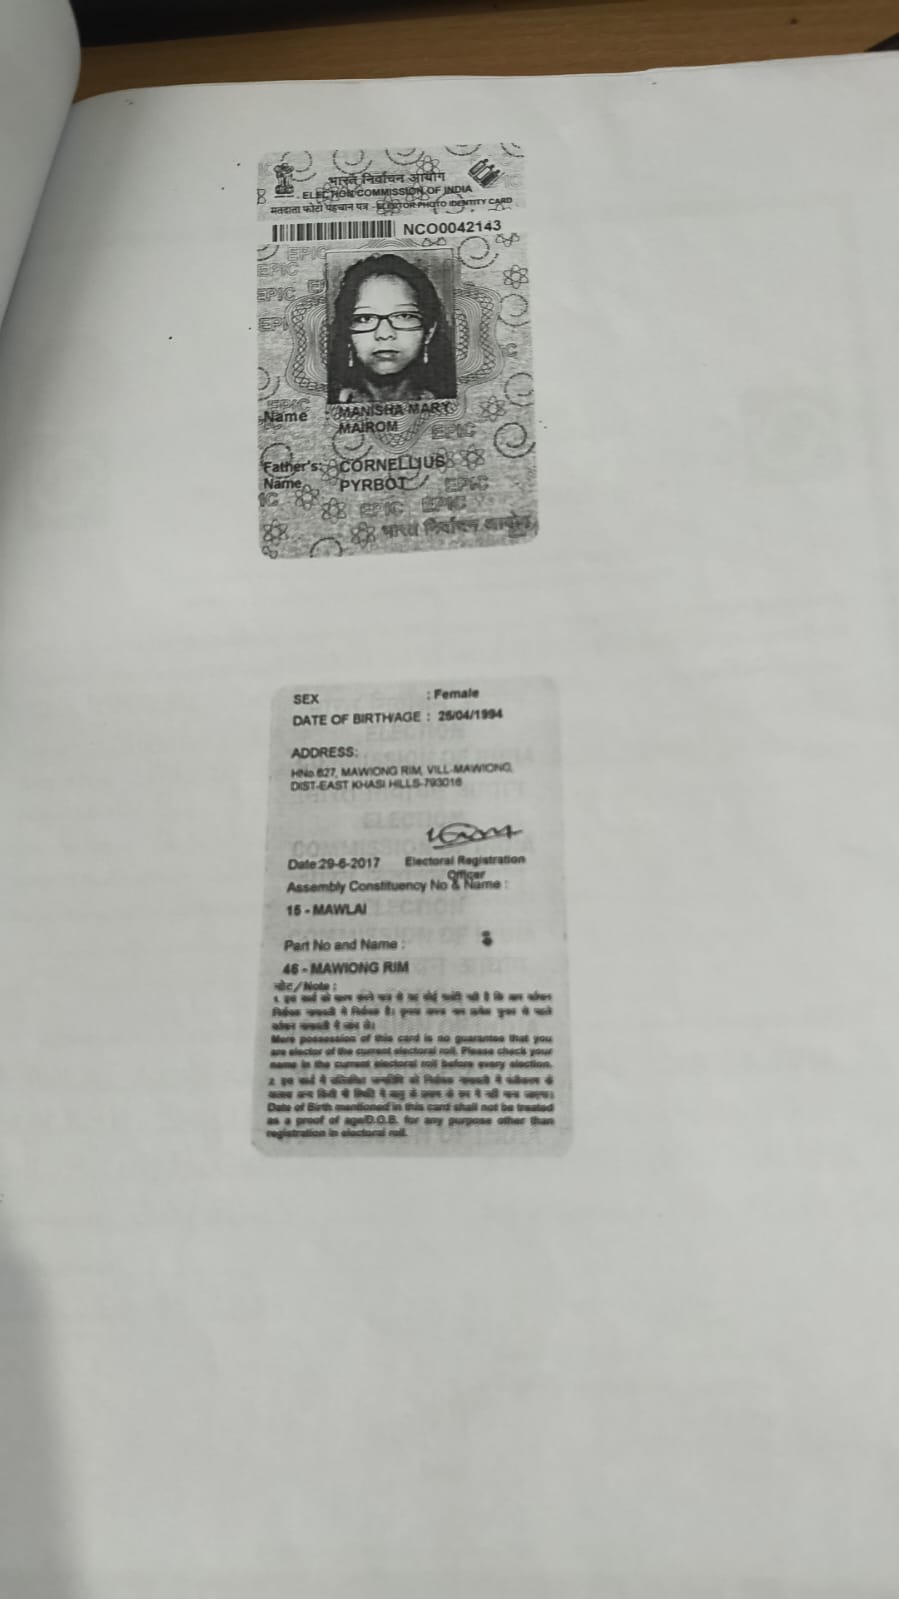 भारत निर्वाचन आयोग
ELECTION COMMISSION OF INDIA
मतदाता फोटो पहचान पत्र - ELECTOR PHOTO IDENTITY CARD
NCO0042143
Name : MANISHA MARY
MAIROM
Father's : CORNELLIUS
Name PYRBOT
भारत निर्वाचन आयोग
SEX : Female
DATE OF BIRTH/AGE : 26/04/1994
ADDRESS:
HNo.627, MAWIONG RIM, VILL-MAWIONG,
DIST-EAST KHASI HILLS-793016
Date:29-6-2017 Electoral Registration
Officer
Assembly Constituency No & Name :
15 - MAWLAI
Part No and Name :
46 - MAWIONG RIM
नोट/Note :
Mere possession of this card is no guarantee that you
are elector of the current electoral roll. Please check your
name in the current electoral roll before every election.
Date of Birth mentioned in this card shall not be treated
as a proof of age/D.O.B. for any purpose other than
registration in electoral roll.